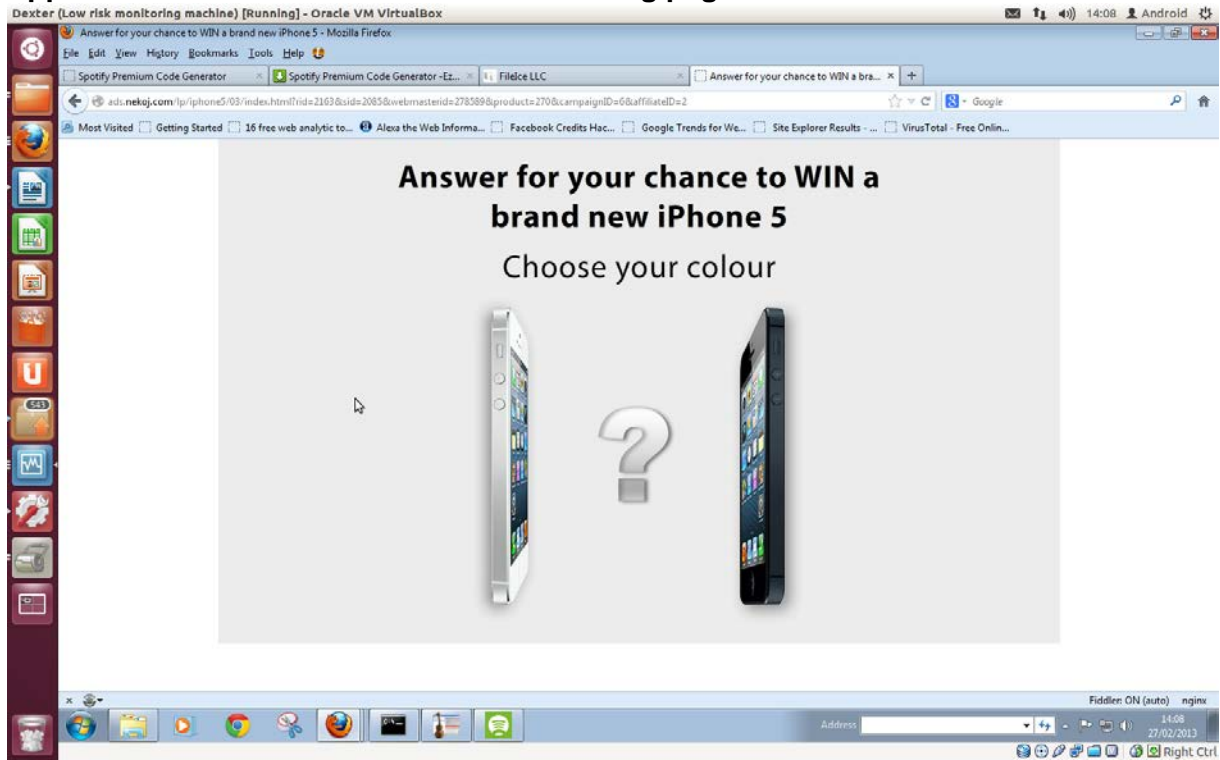 Dexter (Low risk monitoring machine) [Running] - Oracle VM VirtualBox
14:08 Android
Answer for your chance to WIN a brand new iPhone 5 - Mozilla Firefox
File Edit View History Bookmarks Tools Help
Spotify Premium Code Generator
Spotify Premium Code Generator -Ez...
FileIce LLC
Answer for your chance to WIN a bra...
ads.nekoj.com/lp/iphone5/03/index.html?rid=2163&sid=2085&webmasterid=278589&product=270&campaignID=6&affiliateID=2
Google
Most Visited Getting Started 16 free web analytic to... Alexa the Web Informa... Facebook Credits Hac... Google Trends for We... Site Explorer Results - ... VirusTotal - Free Onlin...
Answer for your chance to WIN a
brand new iPhone 5
Choose your colour
?
543
Fiddler: ON (auto) nginx
Address
14:08
27/02/2013
Right Ctrl